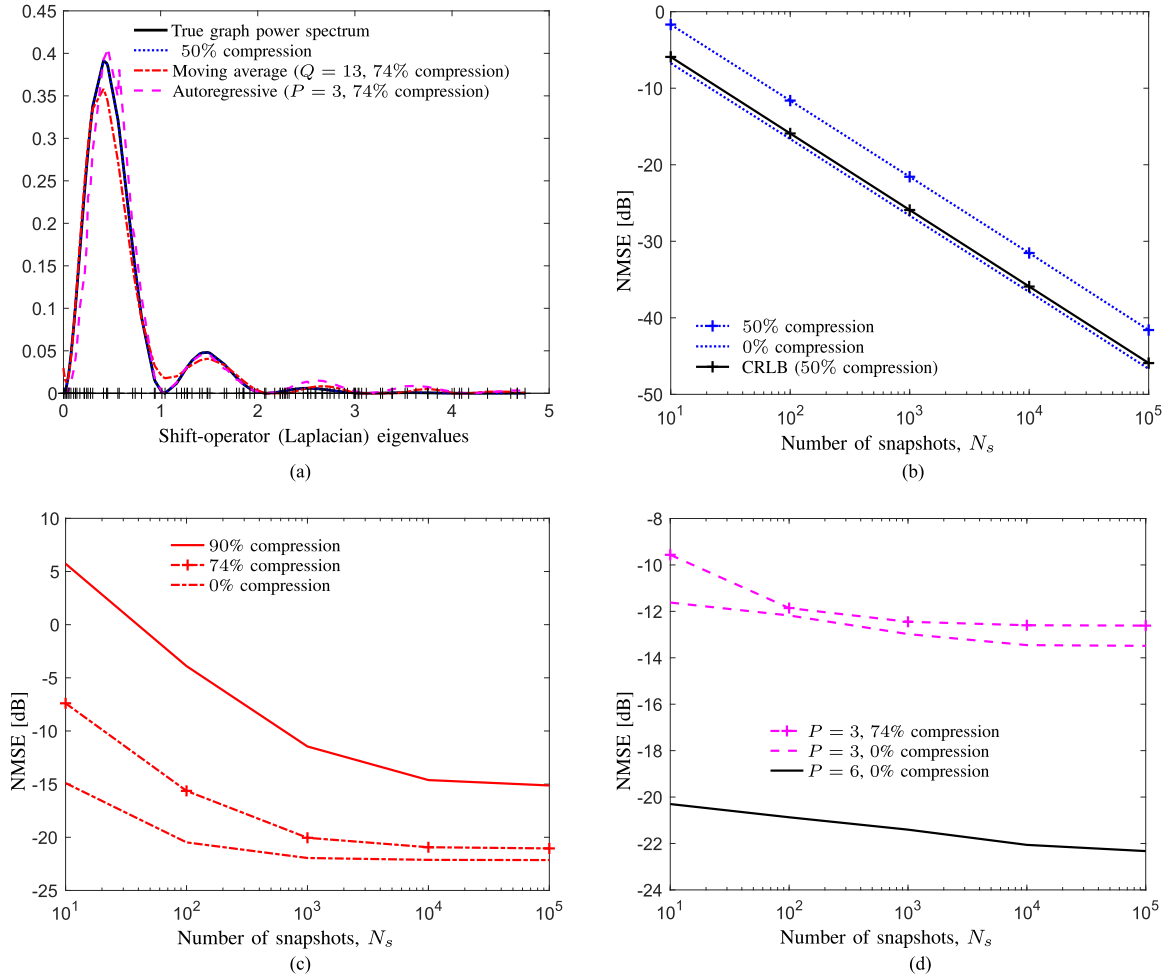 0.45
0.4
0.35
0.3
0.25
0.2
0.15
0.1
0.05
0
True graph power spectrum
50% compression
Moving average (Q = 13, 74% compression)
Autoregressive (P = 3, 74% compression)
0 1 2 3 4 5
Shift-operator (Laplacian) eigenvalues
(a)
0
-10
-20
-30
-40
-50
NMSE [dB]
50% compression
0% compression
CRLB (50% compression)
10^1 10^2 10^3 10^4 10^5
Number of snapshots, N_s
(b)
10
5
0
-5
-10
-15
-20
-25
NMSE [dB]
90% compression
74% compression
0% compression
10^1 10^2 10^3 10^4 10^5
Number of snapshots, N_s
(c)
-8
-10
-12
-14
-16
-18
-20
-22
-24
NMSE [dB]
P = 3, 74% compression
P = 3, 0% compression
P = 6, 0% compression
10^1 10^2 10^3 10^4 10^5
Number of snapshots, N_s
(d)